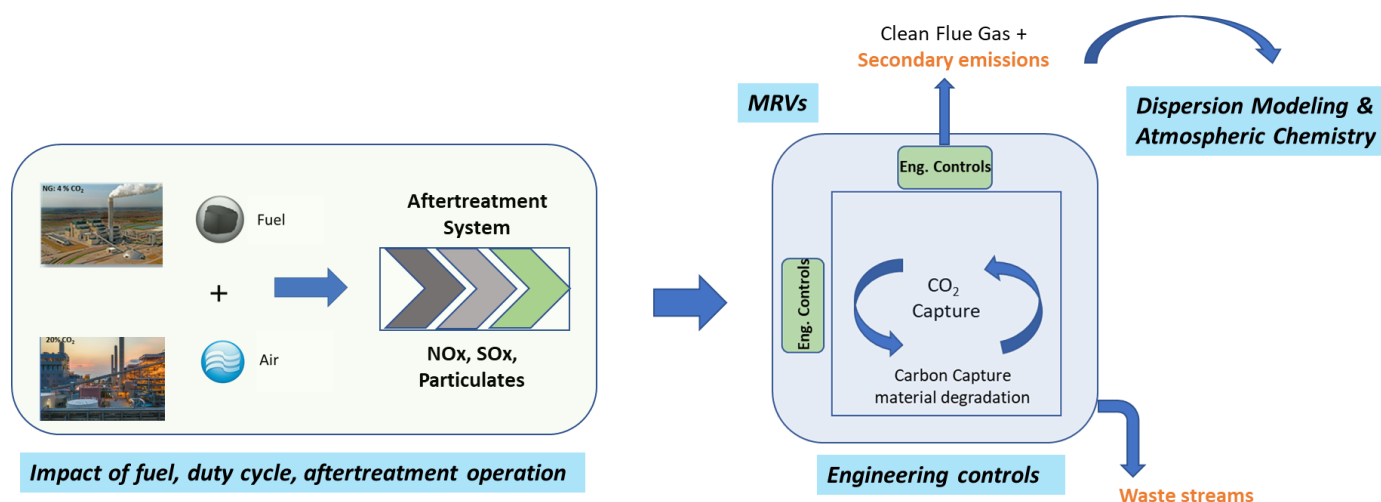 NG: 4 % CO2
Fuel
+
20% CO2
Air
Aftertreatment
System
NOx, SOx,
Particulates
Impact of fuel, duty cycle, aftertreatment operation
MRVs
Clean Flue Gas +
Secondary emissions
Dispersion Modeling &
Atmospheric Chemistry
Eng. Controls
Eng. Controls
CO2
Capture
Carbon Capture
material degradation
Engineering controls
Waste streams